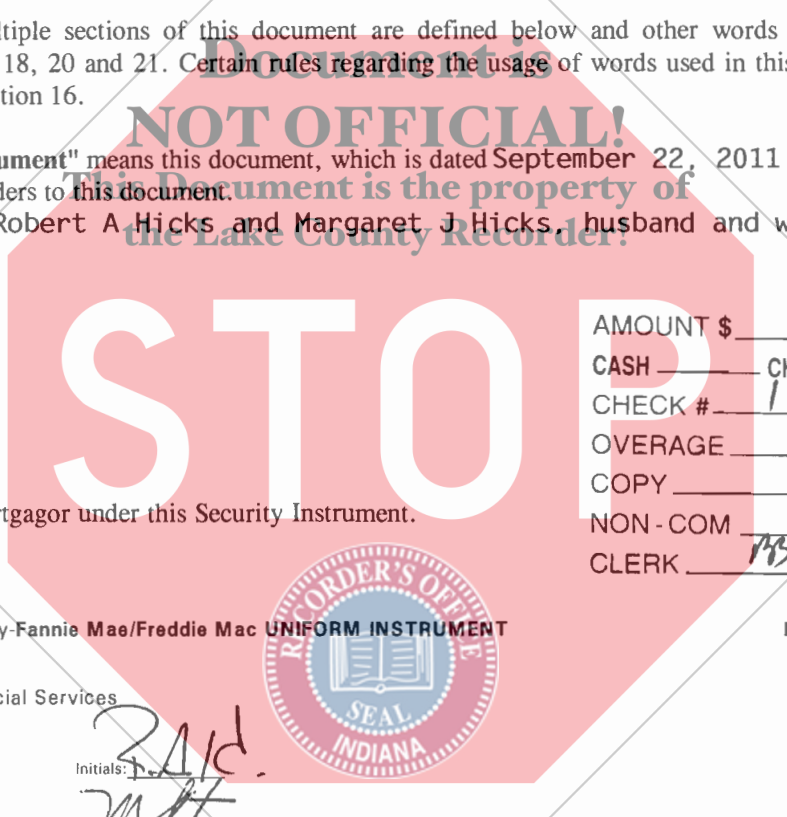 ltiple sections of this document are defined below and other words
18, 20 and 21. Certain rules regarding the usage of words used in this
tion 16.
Document is
NOT OFFICIAL!
This Document is the property of
the Lake County Recorder!
ument" means this document, which is dated September 22, 2011
ders to this document.
Robert A Hicks and Margaret J Hicks, husband and w
STOP
AMOUNT $
CASH CH
CHECK # 1
OVERAGE
COPY
NON-COM
CLERK
rtgagor under this Security Instrument.
RECORDER'S OFFICE
SEAL
INDIANA
y-Fannie Mae/Freddie Mac UNIFORM INSTRUMENT
cial Services
Initials: